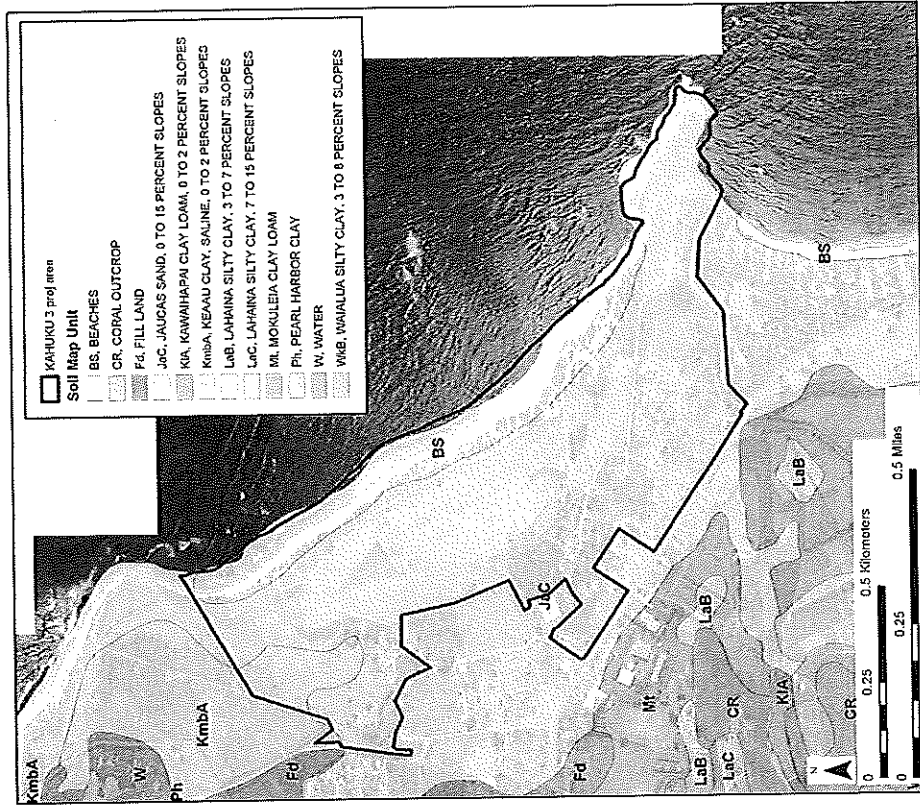 KAHUKU 3 proj area
Soil Map Unit
BS, BEACHES
CR, CORAL OUTCROP
Fd, FILL LAND
JaC, JAUCAS SAND, 0 TO 15 PERCENT SLOPES
KIA, KAWAIHAPAI CLAY LOAM, 0 TO 2 PERCENT SLOPES
KmbA, KEAAU CLAY, SALINE, 0 TO 2 PERCENT SLOPES
LaB, LAHAINA SILTY CLAY, 3 TO 7 PERCENT SLOPES
LaC, LAHAINA SILTY CLAY, 7 TO 15 PERCENT SLOPES
Mt, MOKULEIA CLAY LOAM
Ph, PEARL HARBOR CLAY
W, WATER
WkB, WAIALUA SILTY CLAY, 3 TO 8 PERCENT SLOPES
KmbA
W
Ph
KmbA
Fd
BS
JaC
BS
Fd
Mt
LaB
LaB
LaB
LaC
CR
KIA
CR
N
0 0.25 0.5 Kilometers
0 0.25 0.5 Miles